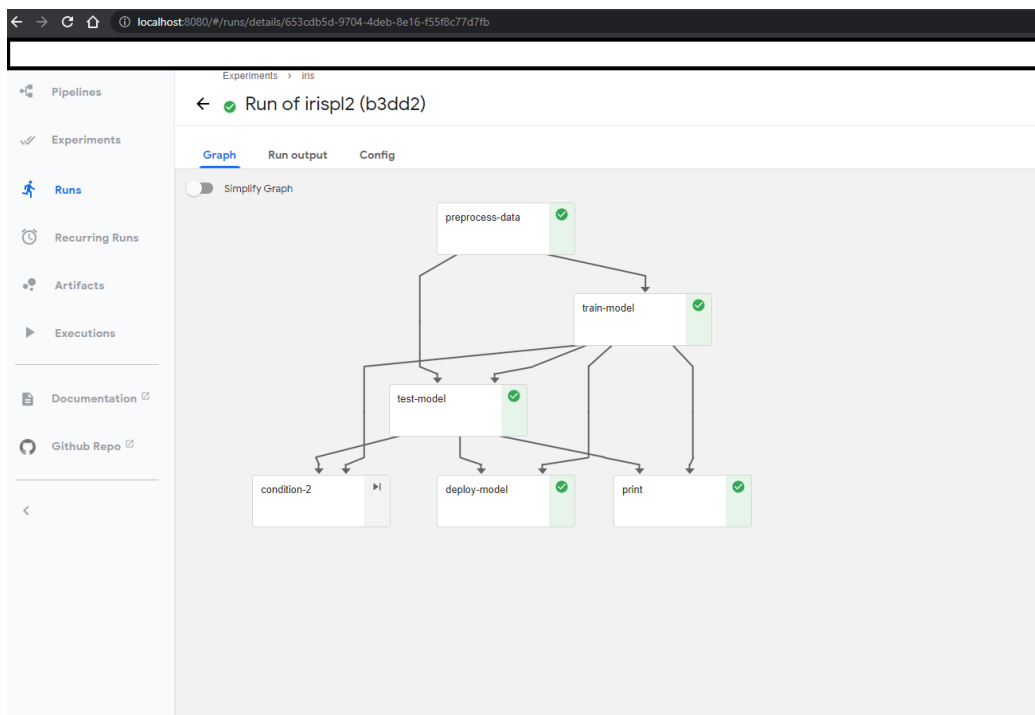 localhost:8080/#/runs/details/653cdb5d-9704-4deb-8e16-f55f8c77d7fb
Experiments > iris
Run of irispl2 (b3dd2)
Pipelines
Experiments
Runs
Recurring Runs
Artifacts
Executions
Documentation
Github Repo
Graph Run output Config
Simplify Graph
preprocess-data
train-model
test-model
condition-2 deploy-model print